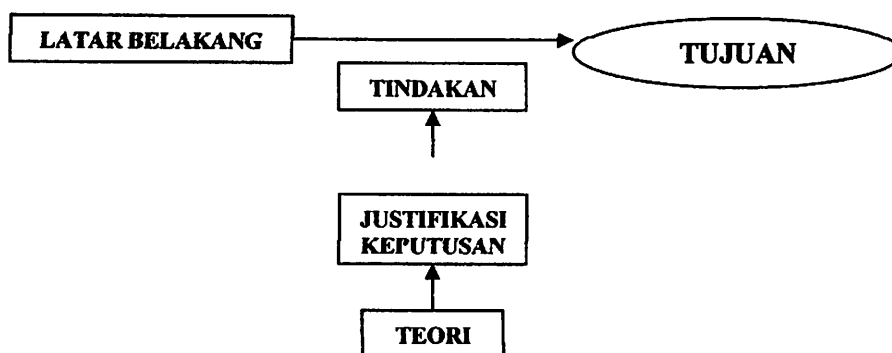 LATAR BELAKANG
TUJUAN
TINDAKAN
JUSTIFIKASI
KEPUTUSAN
TEORI